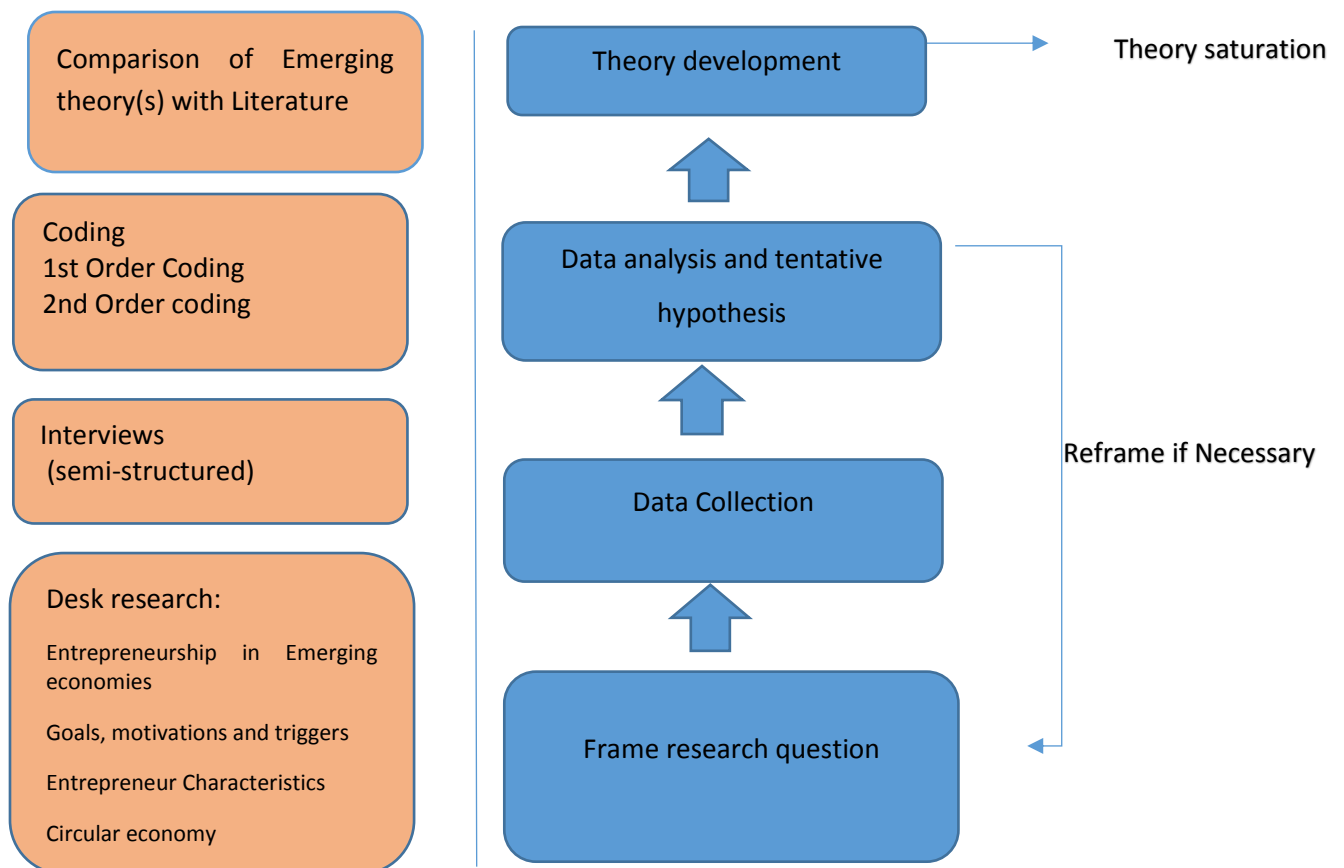 Comparison of Emerging
theory(s) with Literature
Coding
1st Order Coding
2nd Order coding
Interviews
(semi-structured)
Desk research:
Entrepreneurship in Emerging
economies
Goals, motivations and triggers
Entrepreneur Characteristics
Circular economy
Theory development
Theory saturation
Data analysis and tentative
hypothesis
Data Collection
Reframe if Necessary
Frame research question